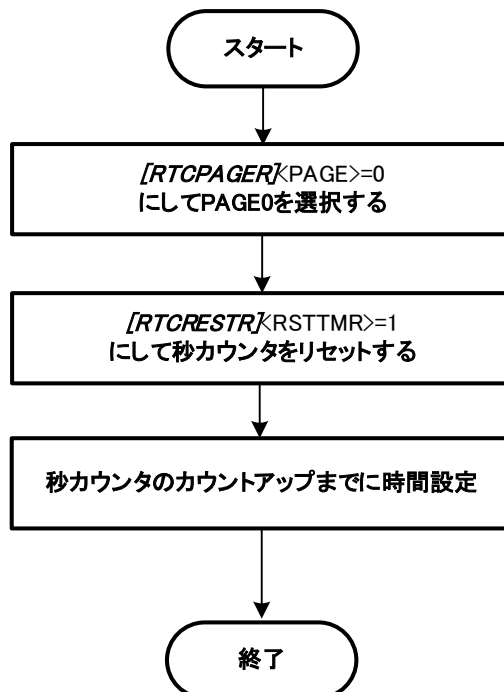 スタート
[RTCPAGER]<PAGE>=0
にしてPAGE0を選択する
[RTCRESTR]<RSTTMR>=1
にして秒カウンタをリセットする
秒カウンタのカウントアップまでに時間設定
終了